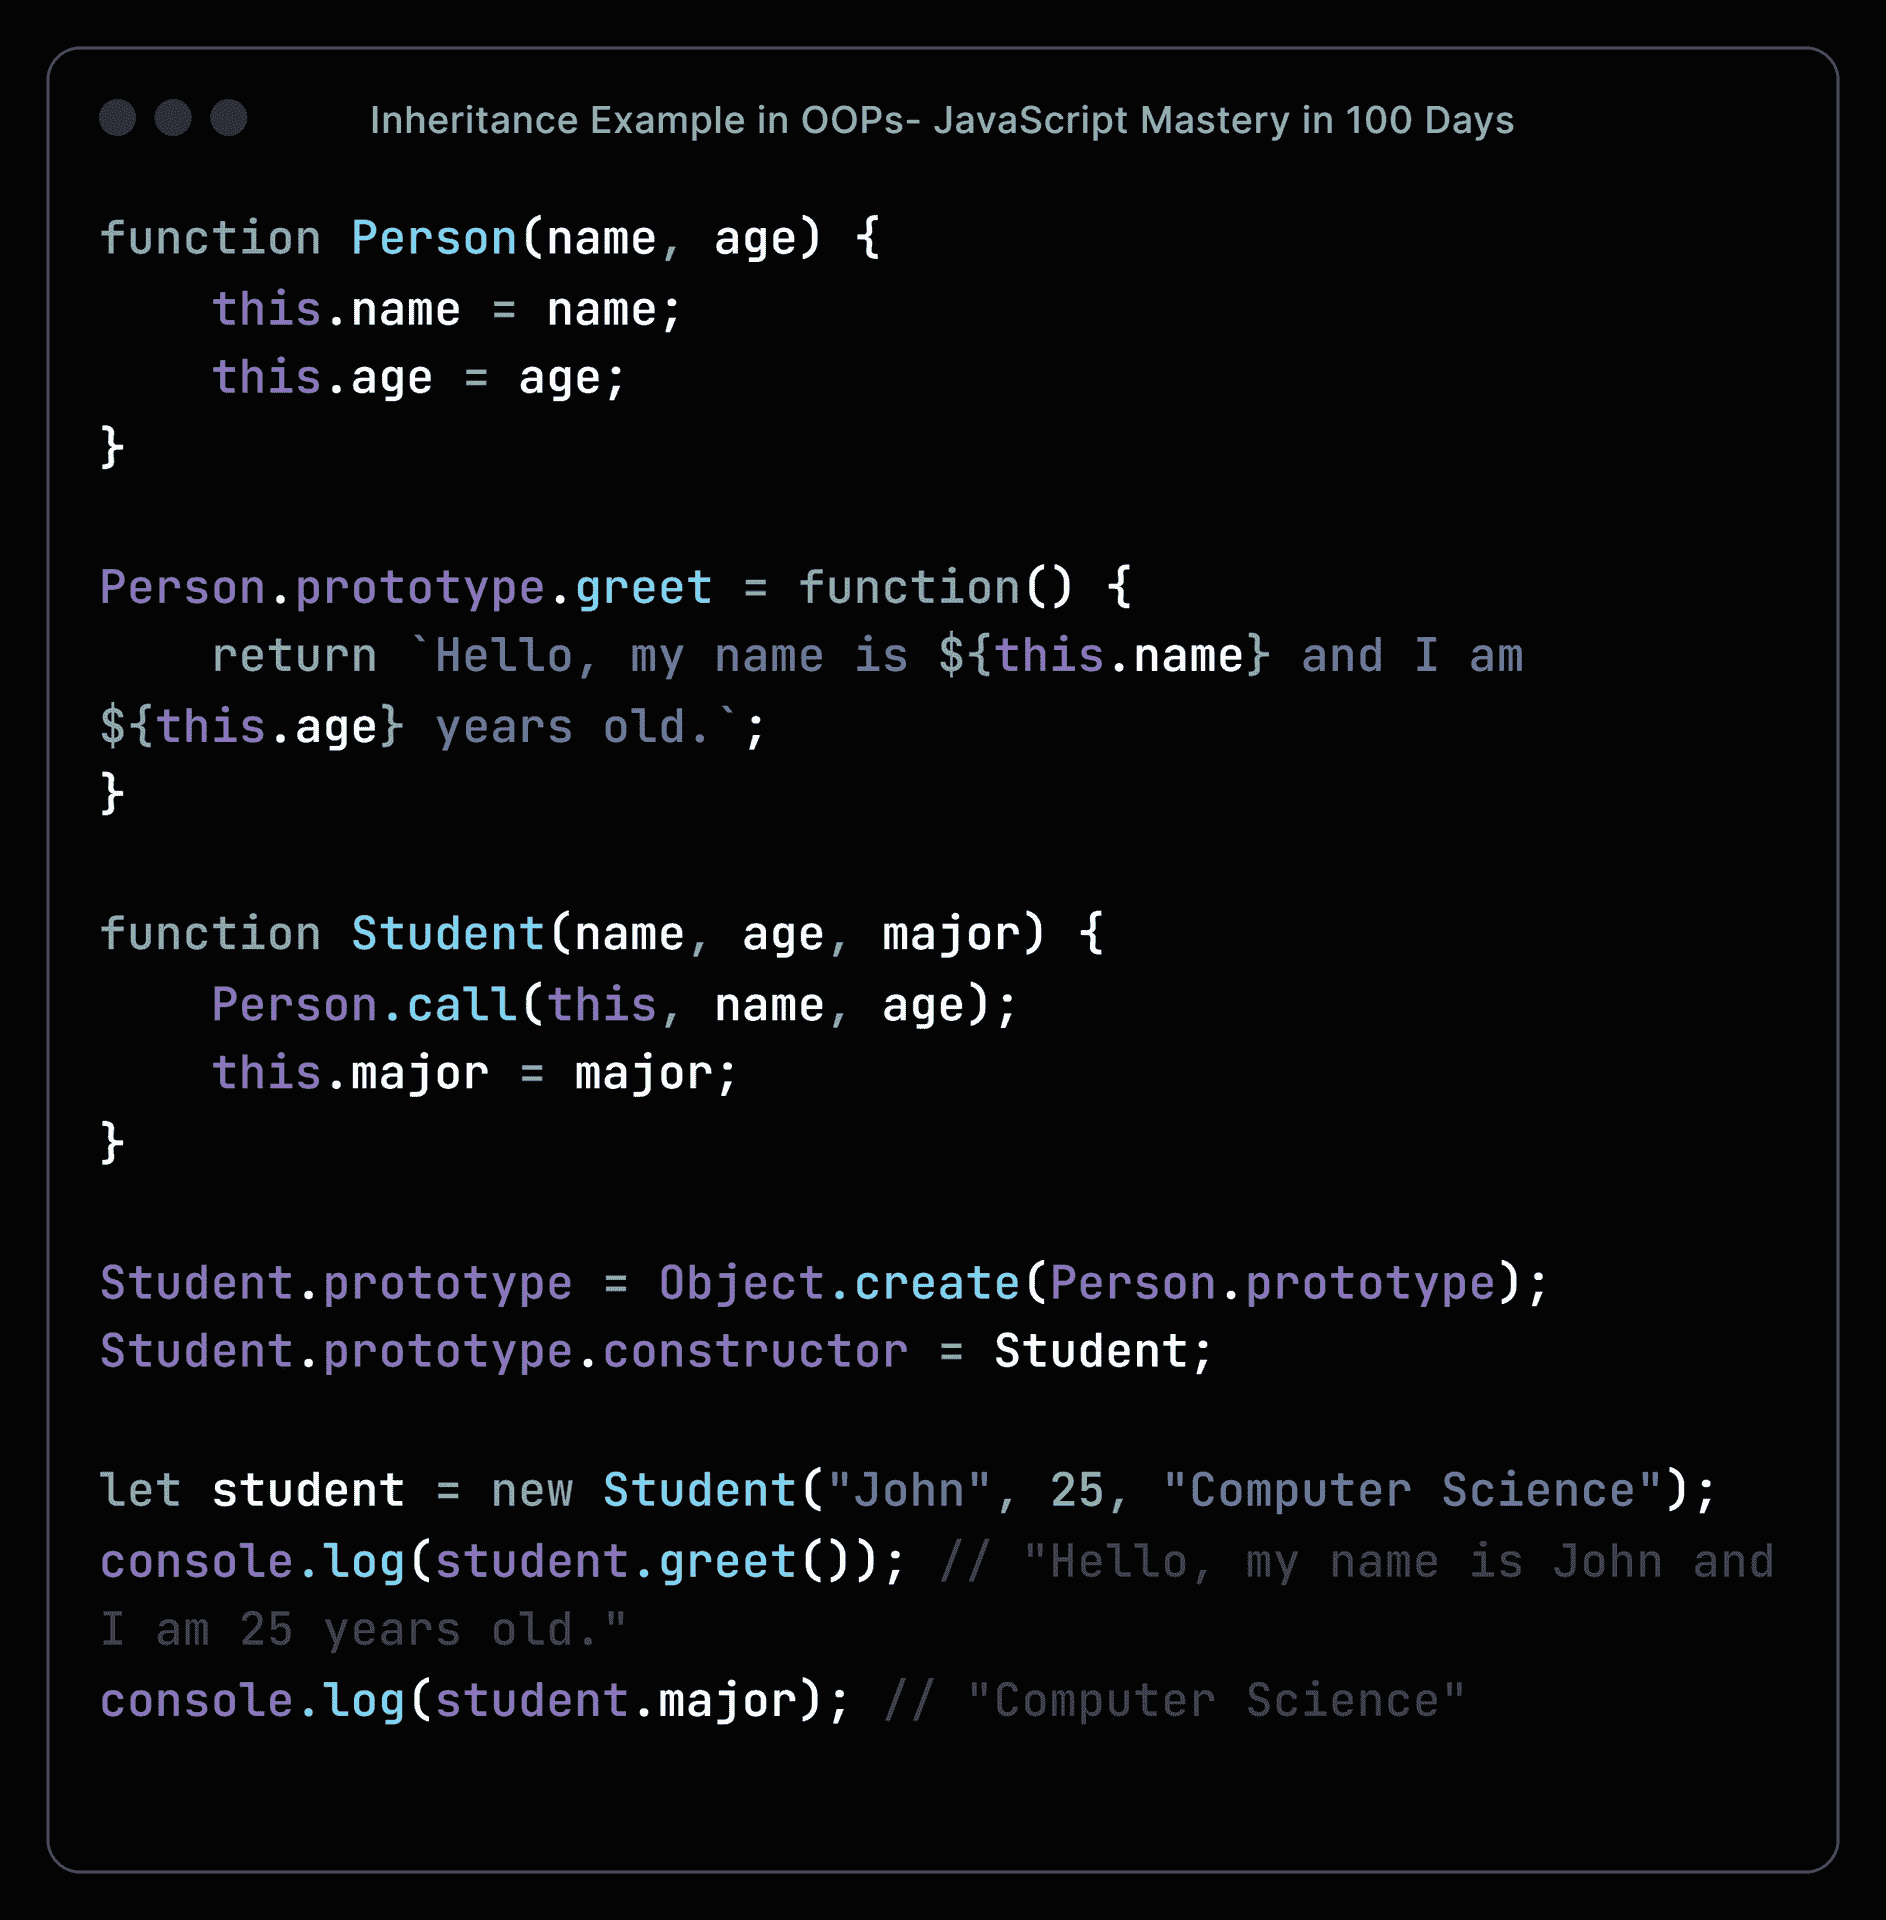 Inheritance Example in OOPs- JavaScript Mastery in 100 Days
function Person(name, age) {
    this.name = name;
    this.age = age;
}
Person.prototype.greet = function() {
    return `Hello, my name is ${this.name} and I am
${this.age} years old.`;
}
function Student(name, age, major) {
    Person.call(this, name, age);
    this.major = major;
}
Student.prototype = Object.create(Person.prototype);
Student.prototype.constructor = Student;
let student = new Student("John", 25, "Computer Science");
console.log(student.greet()); // "Hello, my name is John and
I am 25 years old."
console.log(student.major); // "Computer Science"